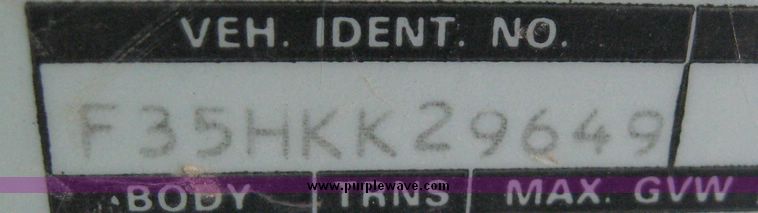 VEH. IDENT. NO.
F35HKK29649
BODY TRNS MAX. GVW
www.purplewave.com